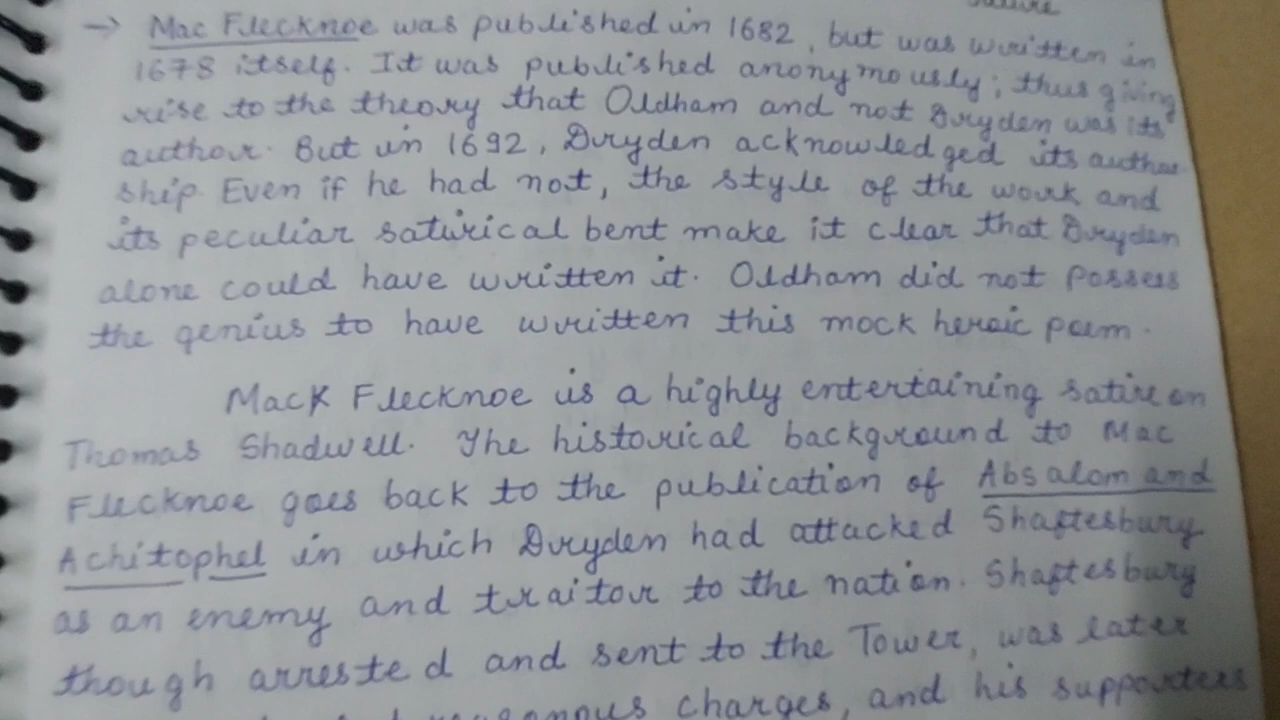 → Mac Flecknoe was published in 1682, but was written in
1678 itself. It was published anonymously; thus giving
rise to the theory that Oldham and not Dryden was its
author. But in 1692, Dryden acknowledged its author
ship. Even if he had not, the style of the work and
its peculiar satirical bent make it clear that Dryden
alone could have written it. Oldham did not possess
the genius to have written this mock heroic poem.
Mack Flecknoe is a highly entertaining satire on
Thomas Shadwell. The historical background to Mac
Flecknoe goes back to the publication of Absalom and
Achitophel in which Dryden had attacked Shaftesbury
as an enemy and traitor to the nation. Shaftesbury
though arrested and sent to the Tower, was later
charges, and his supporters